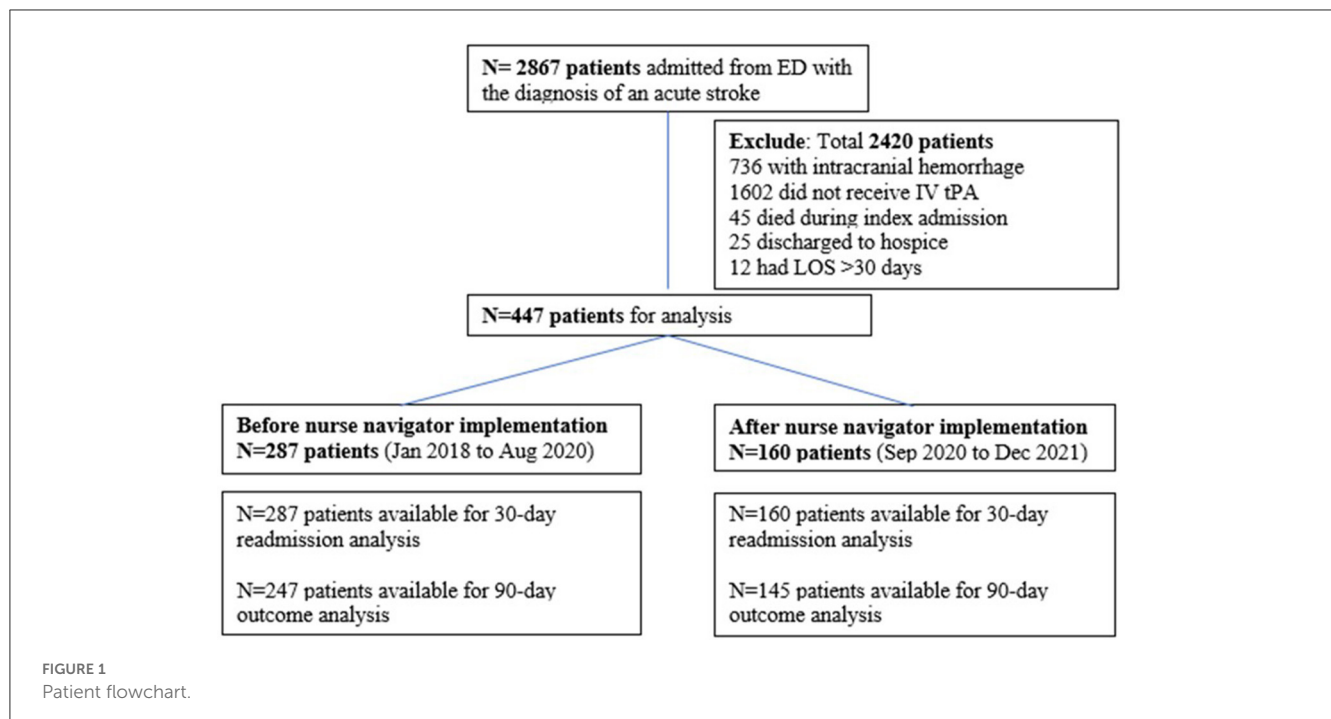 N= 2867 patients admitted from ED with
the diagnosis of an acute stroke
Exclude: Total 2420 patients
736 with intracranial hemorrhage
1602 did not receive IV tPA
45 died during index admission
25 discharged to hospice
12 had LOS >30 days
N=447 patients for analysis
Before nurse navigator implementation
N=287 patients (Jan 2018 to Aug 2020)
After nurse navigator implementation
N=160 patients (Sep 2020 to Dec 2021)
N=287 patients available for 30-day
readmission analysis
N=247 patients available for 90-day
outcome analysis
N=160 patients available for 30-day
readmission analysis
N=145 patients available for 90-day
outcome analysis
FIGURE 1
Patient flowchart.